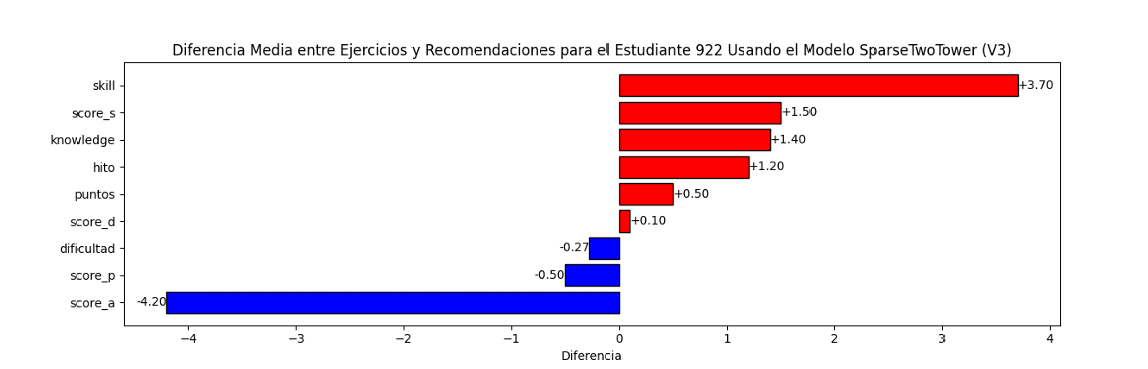 Diferencia Media entre Ejercicios y Recomendaciones para el Estudiante 922 Usando el Modelo SparseTwoTower (V3)
skill +3.70
score_s +1.50
knowledge +1.40
hito +1.20
puntos +0.50
score_d +0.10
dificultad -0.27
score_p -0.50
score_a -4.20
−4 −3 −2 −1 0 1 2 3 4
Diferencia